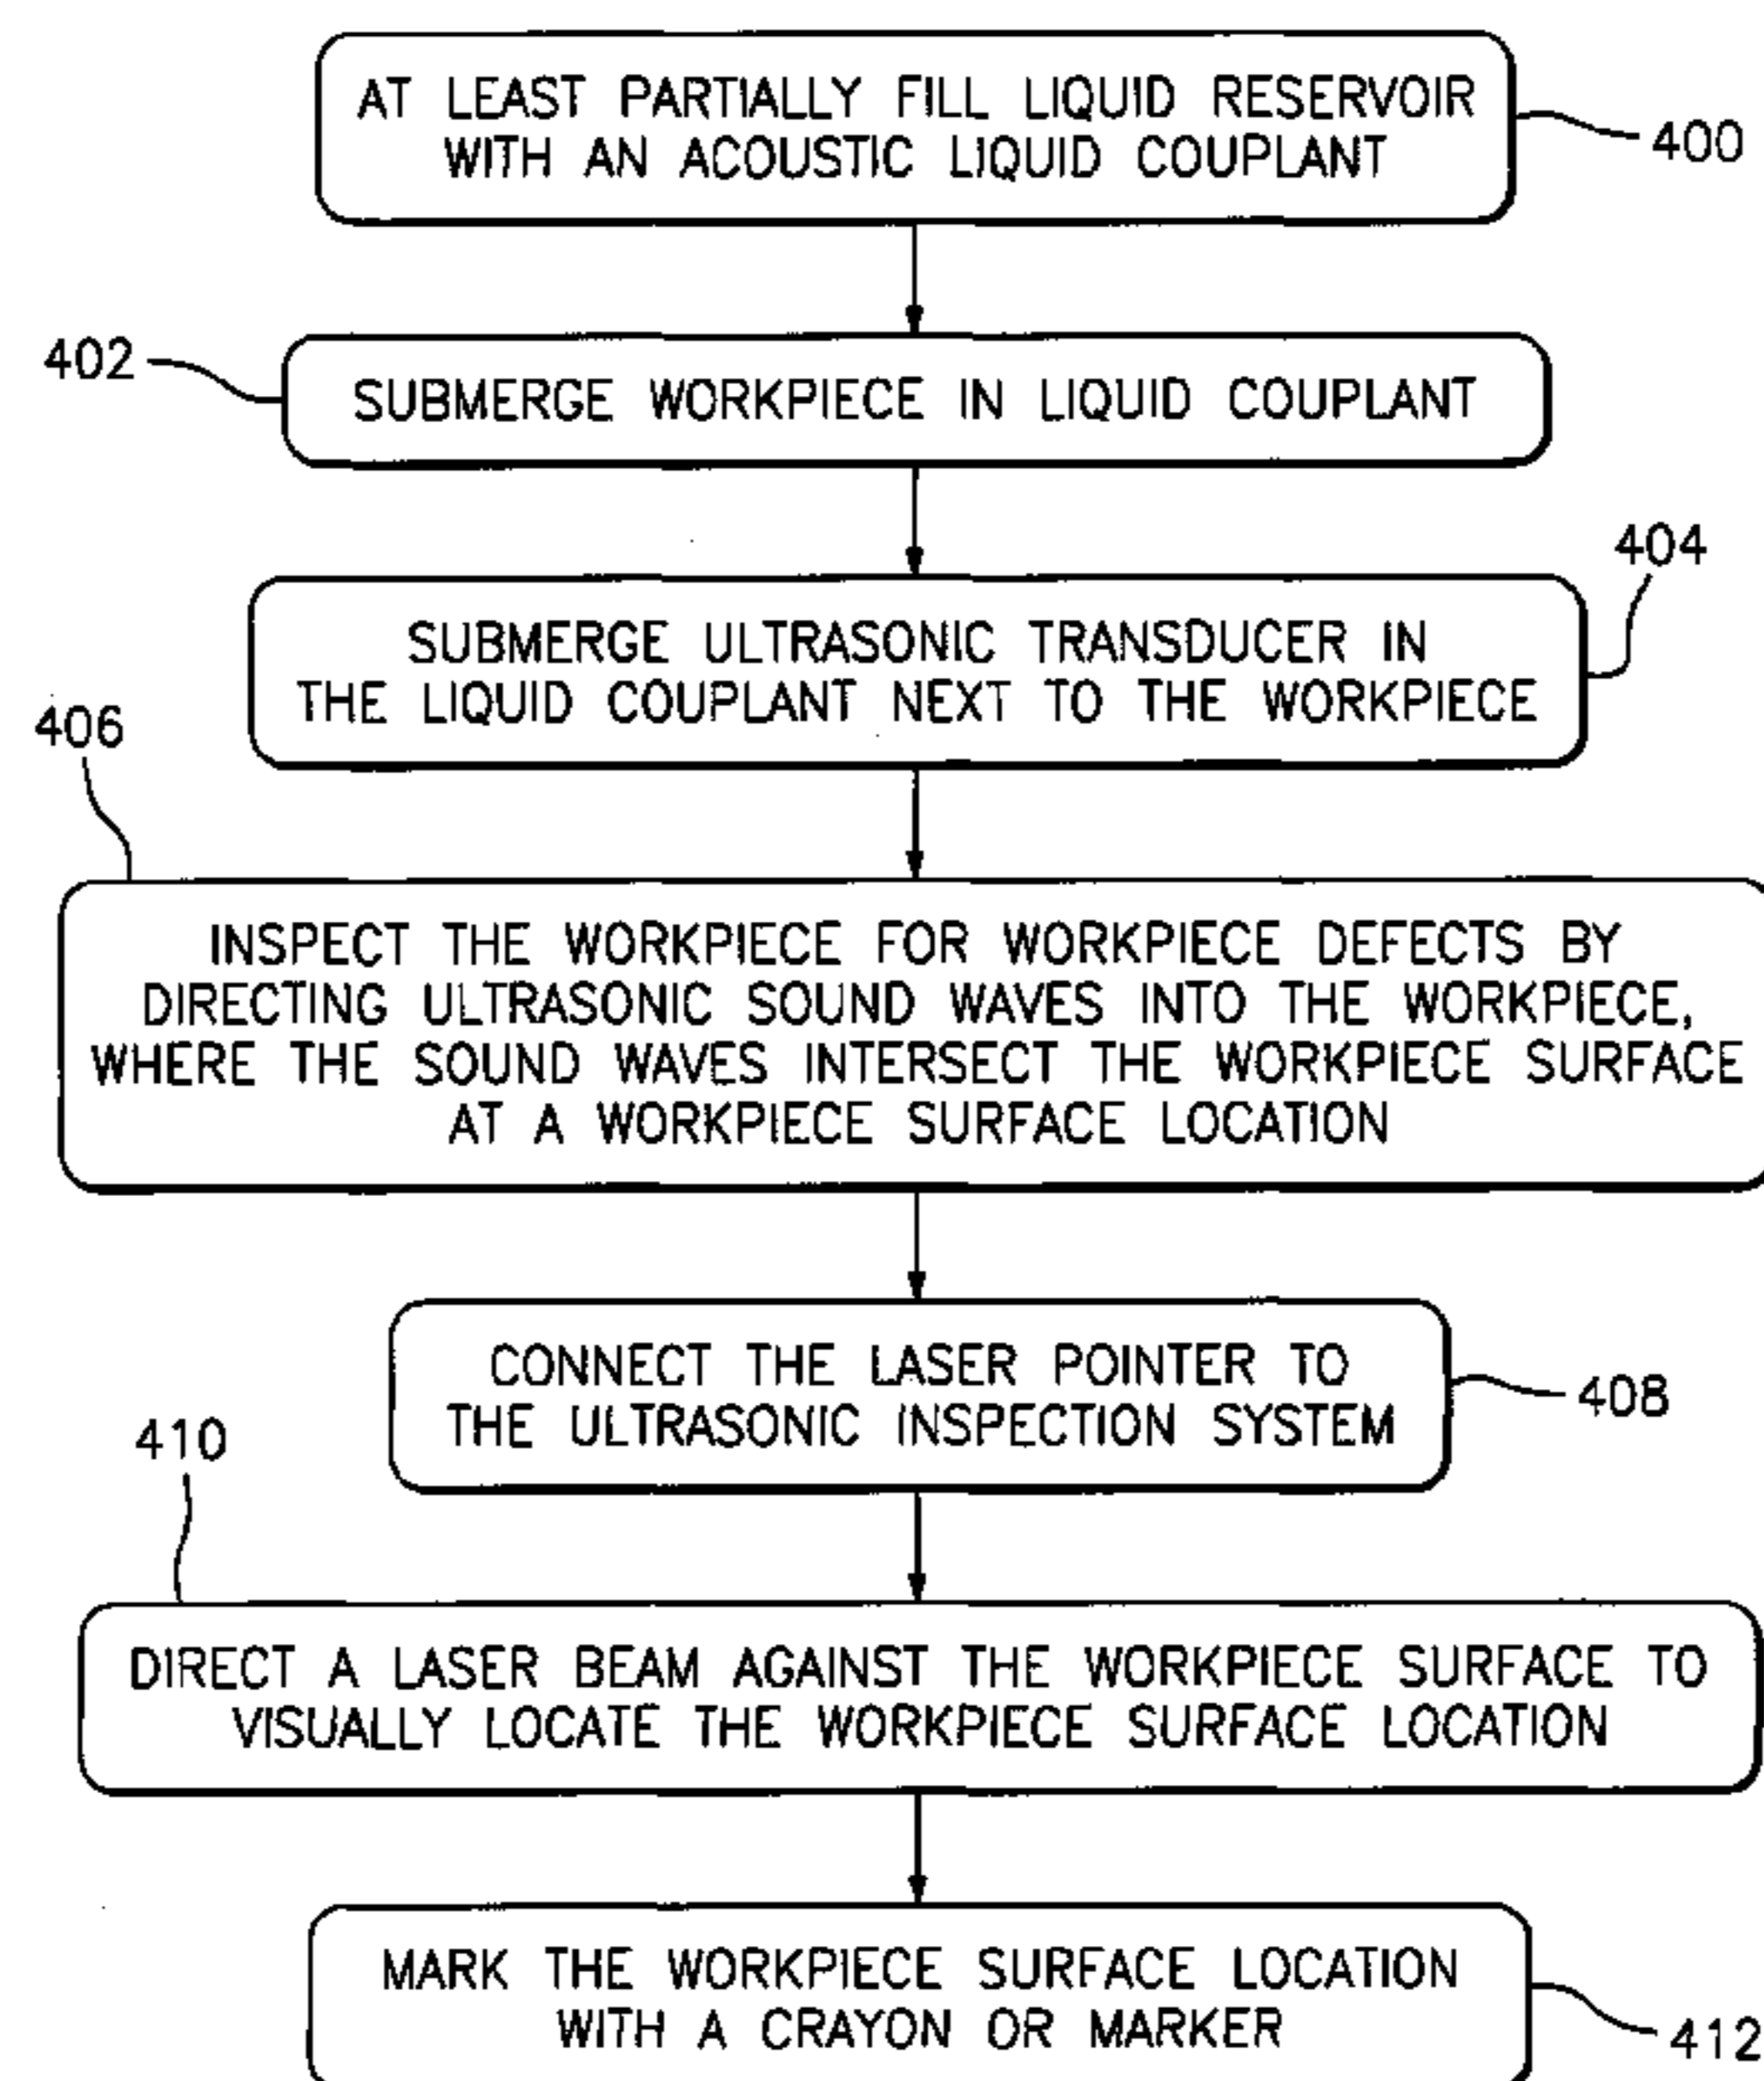 AT LEAST PARTIALLY FILL LIQUID RESERVOIR
WITH AN ACOUSTIC LIQUID COUPLANT
400
402
SUBMERGE WORKPIECE IN LIQUID COUPLANT
404
SUBMERGE ULTRASONIC TRANSDUCER IN
THE LIQUID COUPLANT NEXT TO THE WORKPIECE
406
INSPECT THE WORKPIECE FOR WORKPIECE DEFECTS BY
DIRECTING ULTRASONIC SOUND WAVES INTO THE WORKPIECE,
WHERE THE SOUND WAVES INTERSECT THE WORKPIECE SURFACE
AT A WORKPIECE SURFACE LOCATION
CONNECT THE LASER POINTER TO
THE ULTRASONIC INSPECTION SYSTEM
408
410
DIRECT A LASER BEAM AGAINST THE WORKPIECE SURFACE TO
VISUALLY LOCATE THE WORKPIECE SURFACE LOCATION
MARK THE WORKPIECE SURFACE LOCATION
WITH A CRAYON OR MARKER
412